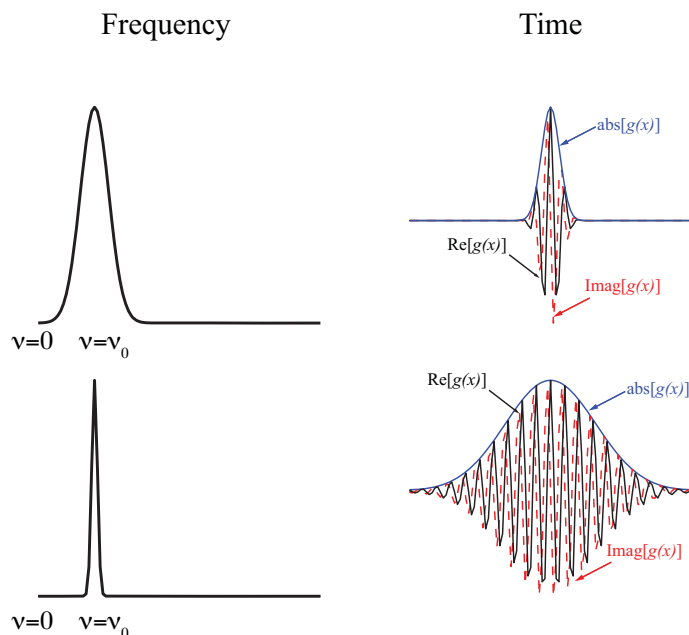 Frequency
Time
abs[g(x)]
Re[g(x)]
Imag[g(x)]
ν=0
ν=ν₀
Re[g(x)]
abs[g(x)]
Imag[g(x)]
ν=0
ν=ν₀